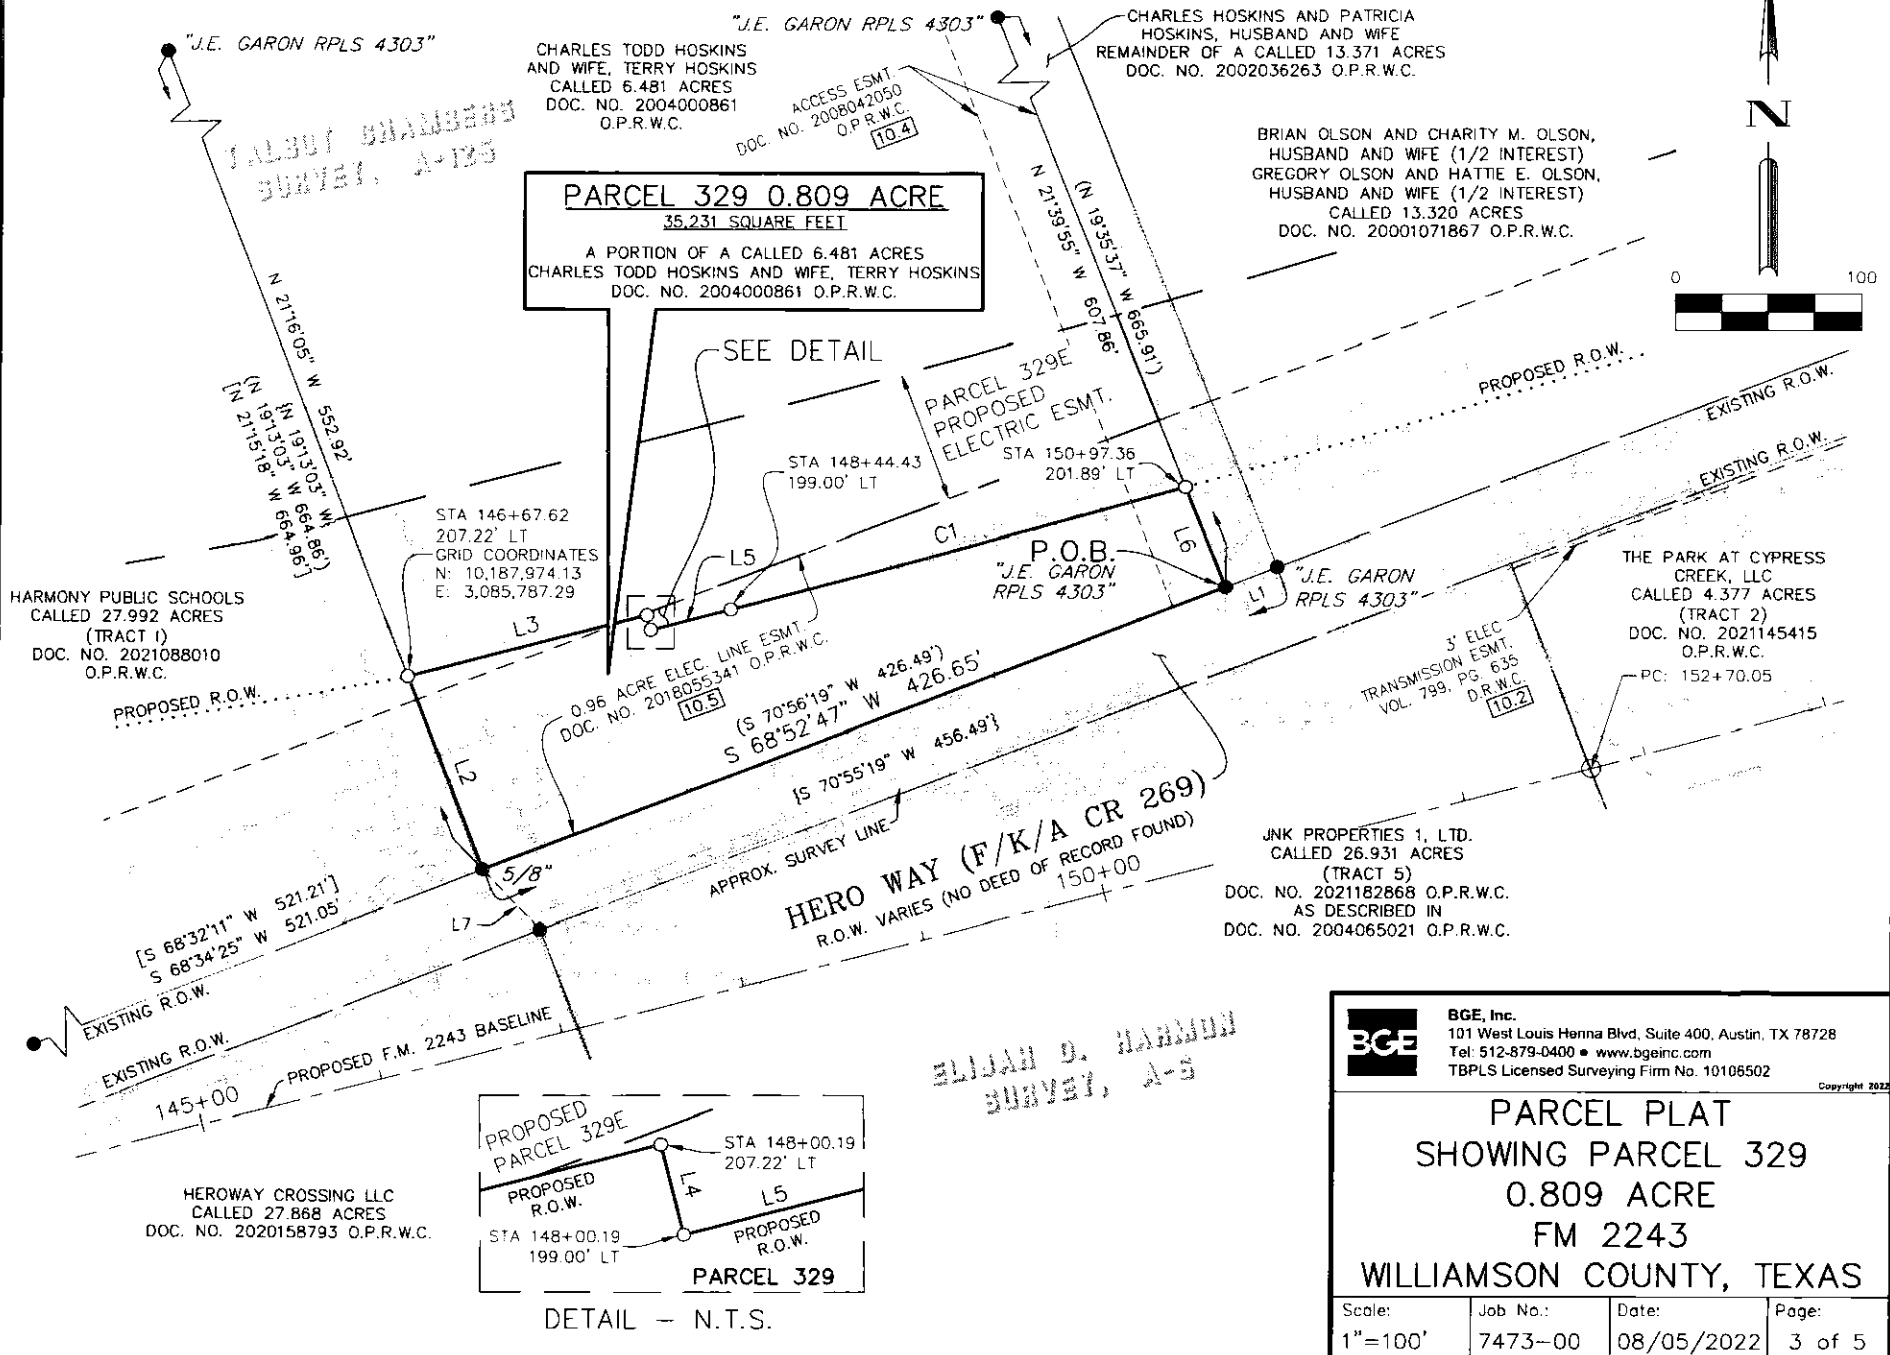 "J.E. GARON RPLS 4303"
CHARLES TODD HOSKINS
AND WIFE, TERRY HOSKINS
CALLED 6.481 ACRES
DOC. NO. 2004000861
O.P.R.W.C.
"J.E. GARON RPLS 4303"
CHARLES HOSKINS AND PATRICIA
HOSKINS, HUSBAND AND WIFE
REMAINDER OF A CALLED 13.371 ACRES
DOC. NO. 2002036263 O.P.R.W.C.
ACCESS ESMT.
DOC. NO. 2008042050
O.P.R.W.C.
10.4
N
0 100
TALBOT CHAMBERS
SURVEY, A-125
BRIAN OLSON AND CHARITY M. OLSON,
HUSBAND AND WIFE (1/2 INTEREST)
GREGORY OLSON AND HATTIE E. OLSON,
HUSBAND AND WIFE (1/2 INTEREST)
CALLED 13.320 ACRES
DOC. NO. 20001071867 O.P.R.W.C.
PARCEL 329 0.809 ACRE
35,231 SQUARE FEET
A PORTION OF A CALLED 6.481 ACRES
CHARLES TODD HOSKINS AND WIFE, TERRY HOSKINS
DOC. NO. 2004000861 O.P.R.W.C.
N 21°16'05" W 552.92'
{N 19°13'03" W}
(N 19°13'03" W 664.86')
[N 21°15'18" W 664.96']
(N 19°35'37" W 665.91')
N 21°39'55" W 607.86'
SEE DETAIL
PARCEL 329E
PROPOSED
ELECTRIC ESMT.
PROPOSED R.O.W.
EXISTING R.O.W.
EXISTING R.O.W.
STA 148+44.43
199.00' LT
STA 150+97.36
201.89' LT
STA 146+67.62
207.22' LT
GRID COORDINATES
N: 10,187,974.13
E: 3,085,787.29
L5
C1
L6
L3
P.O.B.
"J.E. GARON
RPLS 4303"
L1
"J.E. GARON
RPLS 4303"
HARMONY PUBLIC SCHOOLS
CALLED 27.992 ACRES
(TRACT I)
DOC. NO. 2021088010
O.P.R.W.C.
THE PARK AT CYPRESS
CREEK, LLC
CALLED 4.377 ACRES
(TRACT 2)
DOC. NO. 2021145415
O.P.R.W.C.
PC: 152+70.05
3' ELEC
TRANSMISSION ESMT.
VOL. 799, PG. 635
D.R.W.C.
10.2
PROPOSED R.O.W.
0.96 ACRE ELEC. LINE ESMT.
DOC. NO. 2018055341 O.P.R.W.C.
10.5
(S 70°56'19" W 426.49')
S 68°52'47" W 426.65'
{S 70°55'19" W 456.49'}
L2
APPROX. SURVEY LINE
HERO WAY (F/K/A CR 269)
R.O.W. VARIES (NO DEED OF RECORD FOUND)
150+00
JNK PROPERTIES 1, LTD.
CALLED 26.931 ACRES
(TRACT 5)
DOC. NO. 2021182868 O.P.R.W.C.
AS DESCRIBED IN
DOC. NO. 2004065021 O.P.R.W.C.
5/8"
L7
[S 68°32'11" W 521.21']
S 68°34'25" W 521.05'
EXISTING R.O.W.
EXISTING R.O.W.
PROPOSED F.M. 2243 BASELINE
145+00
ELIJAH D. HARMON
SURVEY, A-6
HEROWAY CROSSING LLC
CALLED 27.868 ACRES
DOC. NO. 2020158793 O.P.R.W.C.
PROPOSED
PARCEL 329E
STA 148+00.19
207.22' LT
PROPOSED
R.O.W.
L4
L5
STA 148+00.19
199.00' LT
PROPOSED
R.O.W.
PARCEL 329
DETAIL - N.T.S.
BGE
BGE, Inc.
101 West Louis Henna Blvd, Suite 400, Austin, TX 78728
Tel: 512-879-0400 ● www.bgeinc.com
TBPLS Licensed Surveying Firm No. 10106502
Copyright 2022
PARCEL PLAT
SHOWING PARCEL 329
0.809 ACRE
FM 2243
WILLIAMSON COUNTY, TEXAS
Scale: Job No.: Date: Page:
1"=100' 7473-00 08/05/2022 3 of 5